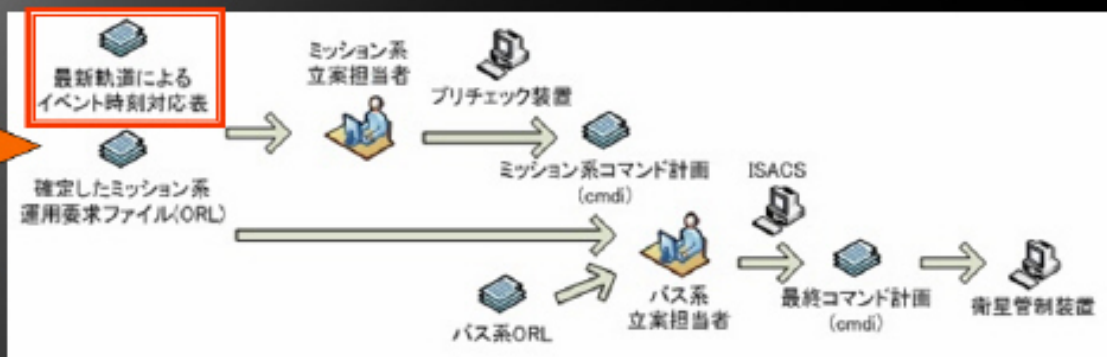 最新軌道による
イベント時刻対応表
確定したミッション系
運用要求ファイル(ORL)
ミッション系
立案担当者
プリチェック装置
ミッション系コマンド計画
(cmdi)
ISACS
バス系ORL
バス系
立案担当者
最終コマンド計画
(cmdi)
衛星管制装置